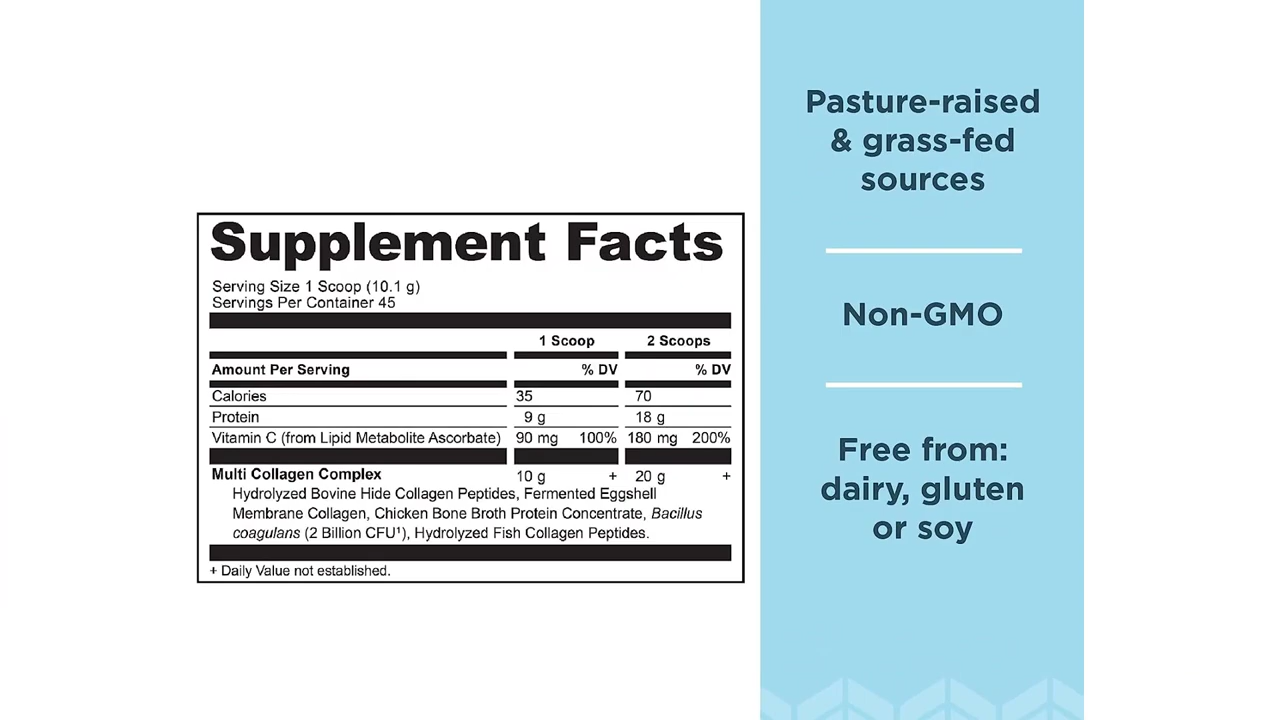 Supplement Facts
Serving Size 1 Scoop (10.1 g)
Servings Per Container 45
1 Scoop 2 Scoops
Amount Per Serving % DV % DV
Calories 35 70
Protein 9 g 18 g
Vitamin C (from Lipid Metabolite Ascorbate) 90 mg 100% 180 mg 200%
Multi Collagen Complex 10 g + 20 g +
Hydrolyzed Bovine Hide Collagen Peptides, Fermented Eggshell
Membrane Collagen, Chicken Bone Broth Protein Concentrate, Bacillus
coagulans (2 Billion CFU¹), Hydrolyzed Fish Collagen Peptides.
+ Daily Value not established.
Pasture-raised
& grass-fed
sources
Non-GMO
Free from:
dairy, gluten
or soy